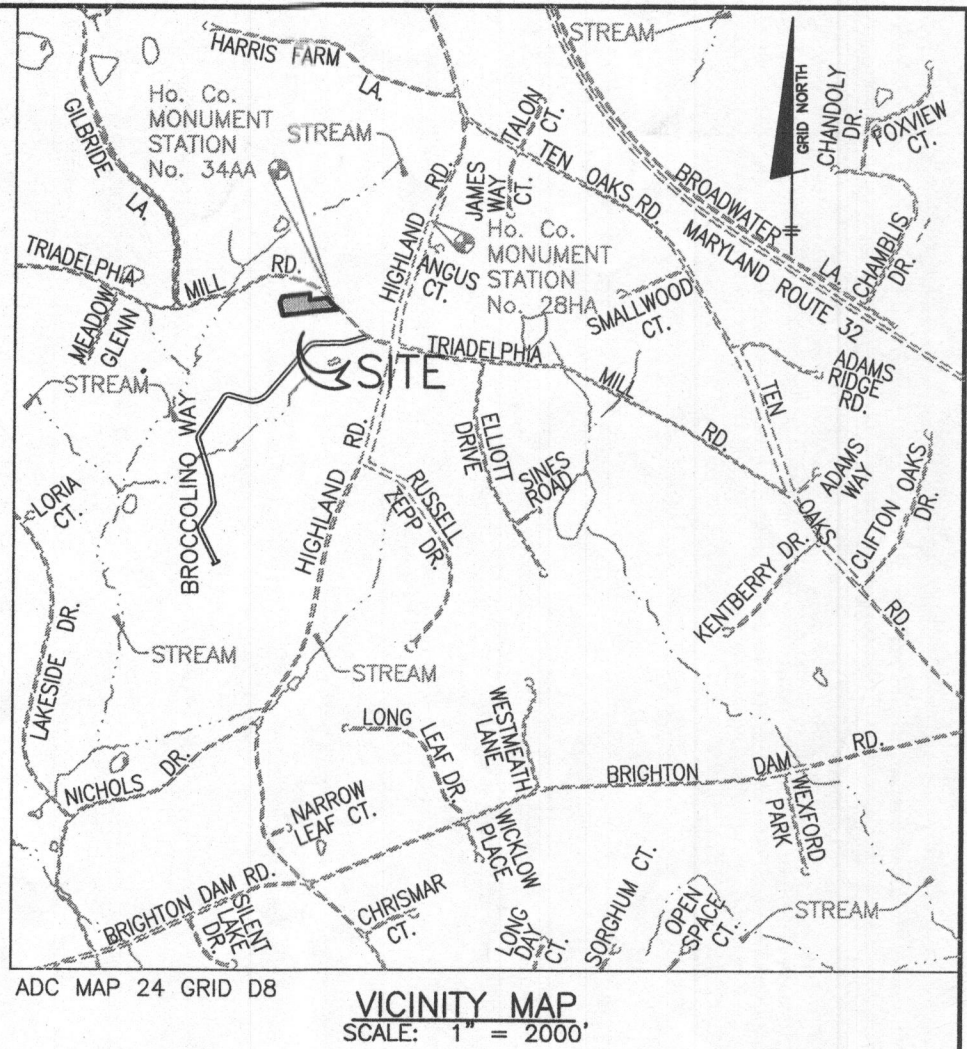 STREAM
HARRIS FARM
LA.
GILBRIDE
LA.
Ho. Co.
MONUMENT
STATION
No. 34AA
STREAM
TALON
CT.
GRID NORTH
CHANDOLY
DR.
FOXVIEW
CT.
TEN OAKS RD.
JAMES
WAY
CT.
BROADWATER
LA.
MARYLAND ROUTE 32
CHAMBLIS
DR.
HIGHLAND RD.
Ho. Co.
MONUMENT
STATION
No. 28HA
ANGUS
CT.
TRIADELPHIA
MILL
RD.
MEADOW
GLENN
SMALLWOOD
CT.
SITE
TRIADELPHIA
MILL
RD.
ADAMS
RIDGE
RD.
STREAM
BROCCOLINO WAY
HIGHLAND RD.
ELLIOTT
DRIVE
SINES
ROAD
TEN
OAKS
RD.
ADAMS
WAY
CLIFTON OAKS
DR.
LORIA
CT.
RUSSELL
ZEPP DR.
KENTBERRY DR.
LAKESIDE DR.
STREAM
STREAM
LONG
LEAF DR.
WESTMEATH
LANE
NICHOLS DR.
BRIGHTON DAM RD.
NARROW
LEAF CT.
WICKLOW
PLACE
WEXFORD
PARK
BRIGHTON DAM RD.
SILENT
LAKE
DR.
CHRISMAR
CT.
LONG
DAY
CT.
SORGHUM CT.
OPEN
SPACE
CT.
STREAM
ADC MAP 24 GRID D8
VICINITY MAP
SCALE: 1" = 2000'